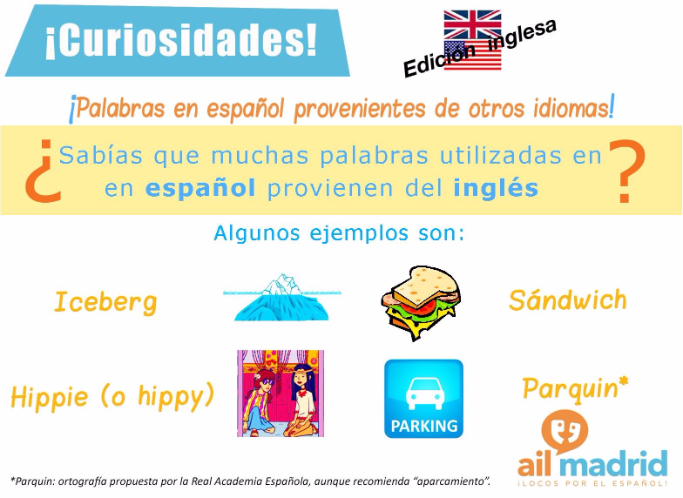 ¡Curiosidades!
Edición inglesa
¡Palabras en español provenientes de otros idiomas!
¿Sabías que muchas palabras utilizadas en
en español provienen del inglés?
Algunos ejemplos son:
Iceberg
Sándwich
Hippie (o hippy)
PARKING
Parquin*
ail madrid
¡LOCOS POR EL ESPAÑOL!
*Parquin: ortografía propuesta por la Real Academia Española, aunque recomienda "aparcamiento".